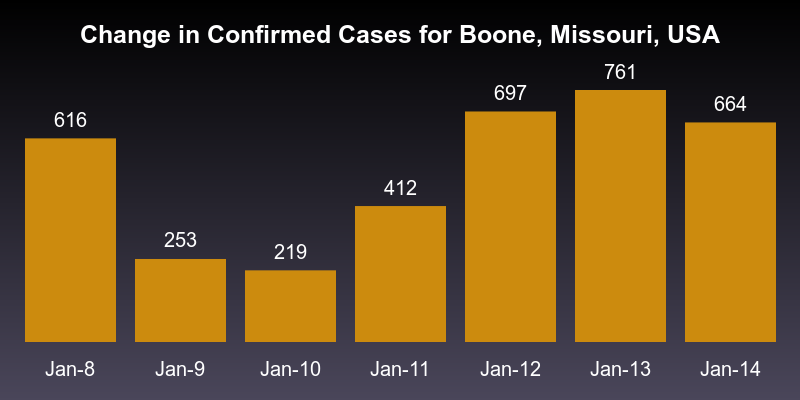 Change in Confirmed Cases for Boone, Missouri, USA
616
253
219
412
697
761
664
Jan-8
Jan-9
Jan-10
Jan-11
Jan-12
Jan-13
Jan-14